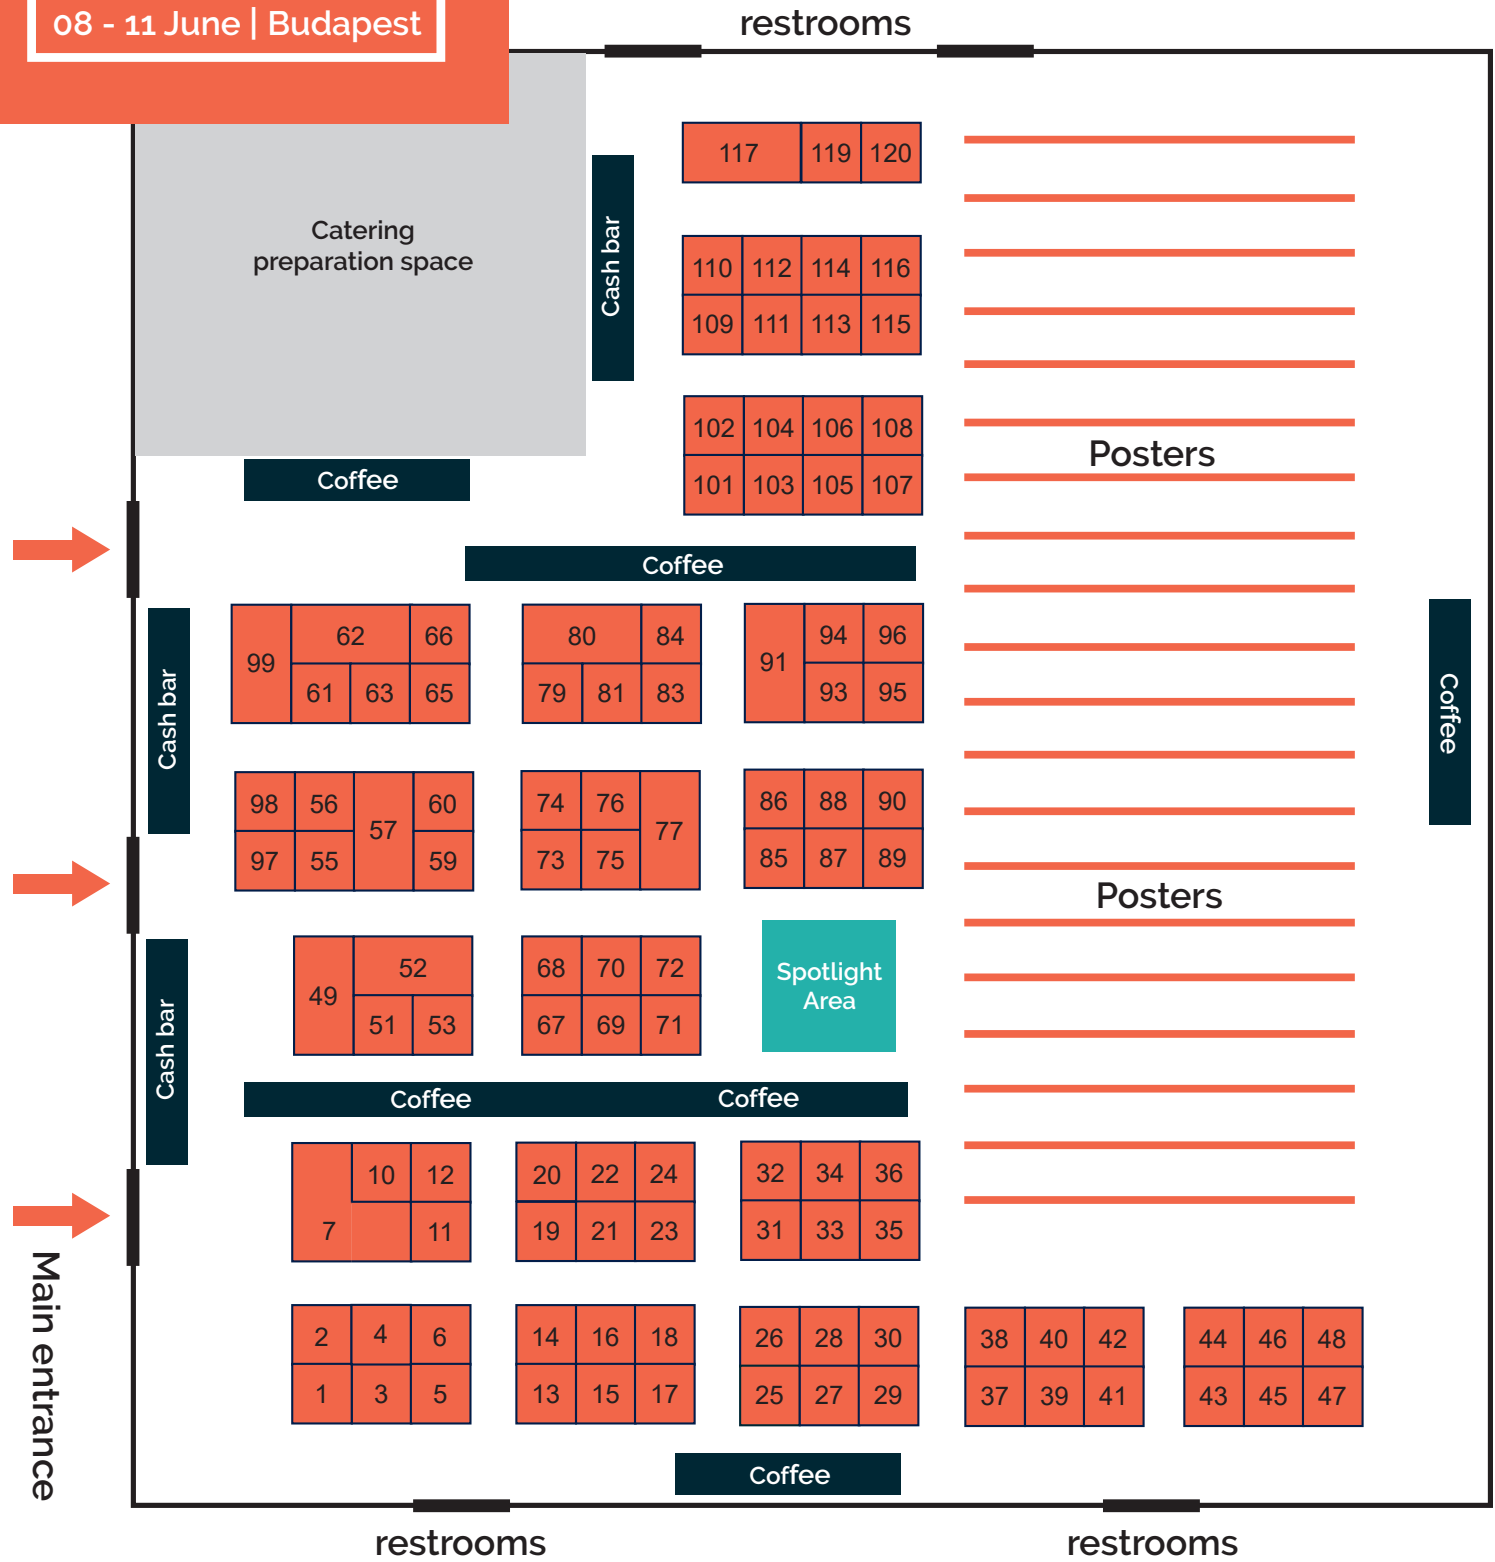 08 - 11 June | Budapest
restrooms
117 119 120
Catering
preparation space
Cash bar
110 112 114 116
109 111 113 115
102 104 106 108
101 103 105 107
Posters
Coffee
Coffee
99 62 66
61 63 65
80 84
79 81 83
91 94 96
93 95
Cash bar
Coffee
98 56 57 60
97 55 59
74 76 77
73 75
86 88 90
85 87 89
Posters
49 52
51 53
68 70 72
67 69 71
Spotlight
Area
Cash bar
Coffee Coffee
10 12
7 11
20 22 24
19 21 23
32 34 36
31 33 35
Main entrance
2 4 6
1 3 5
14 16 18
13 15 17
26 28 30
25 27 29
38 40 42
37 39 41
44 46 48
43 45 47
Coffee
restrooms
restrooms